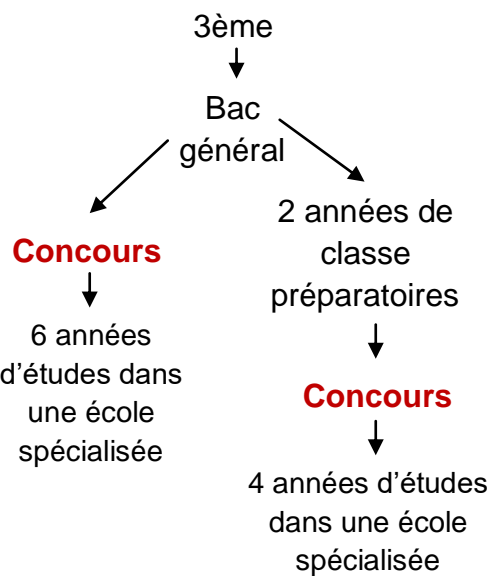 3ème
Bac
général
Concours
6 années
d'études dans
une école
spécialisée
2 années de
classe
préparatoires
Concours
4 années d'études
dans une école
spécialisée